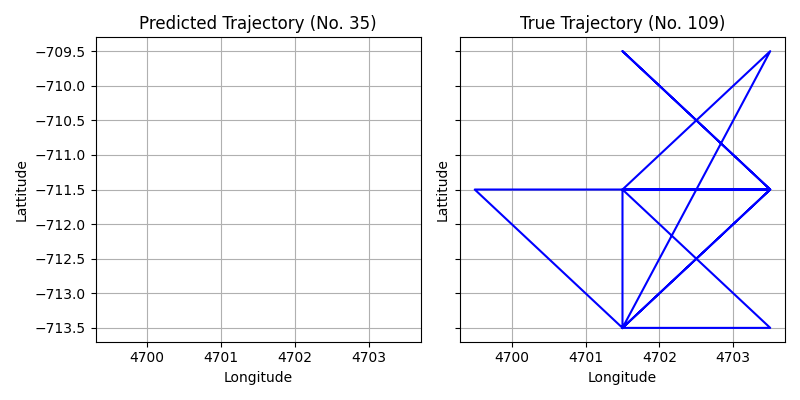 Predicted Trajectory (No. 35)
True Trajectory (No. 109)
−709.5
−710.0
−710.5
−711.0
−711.5
−712.0
−712.5
−713.0
−713.5
Lattitude
4700
4701
4702
4703
Longitude
Lattitude
4700
4701
4702
4703
Longitude